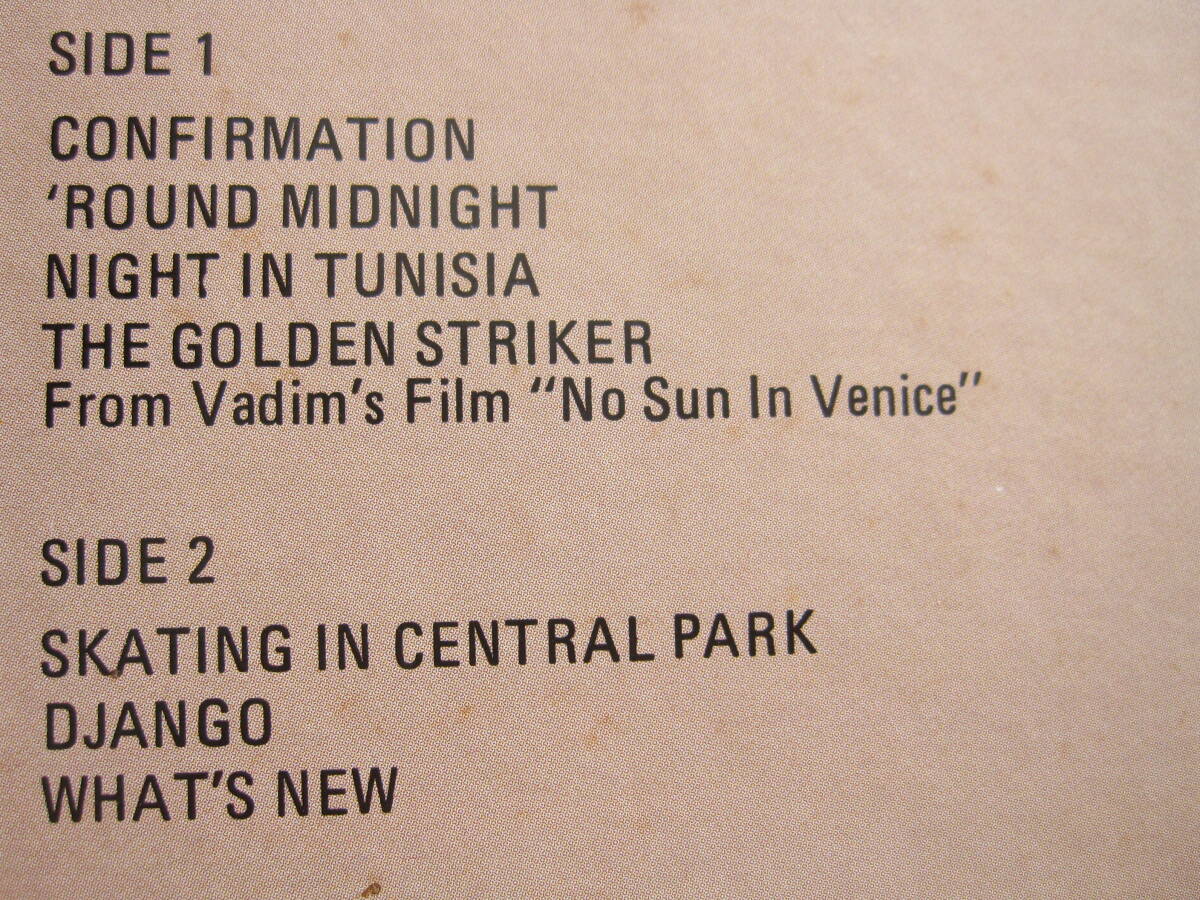 SIDE 1
CONFIRMATION
‘ROUND MIDNIGHT
NIGHT IN TUNISIA
THE GOLDEN STRIKER
From Vadim’s Film “No Sun In Venice”
SIDE 2
SKATING IN CENTRAL PARK
DJANGO
WHAT’S NEW